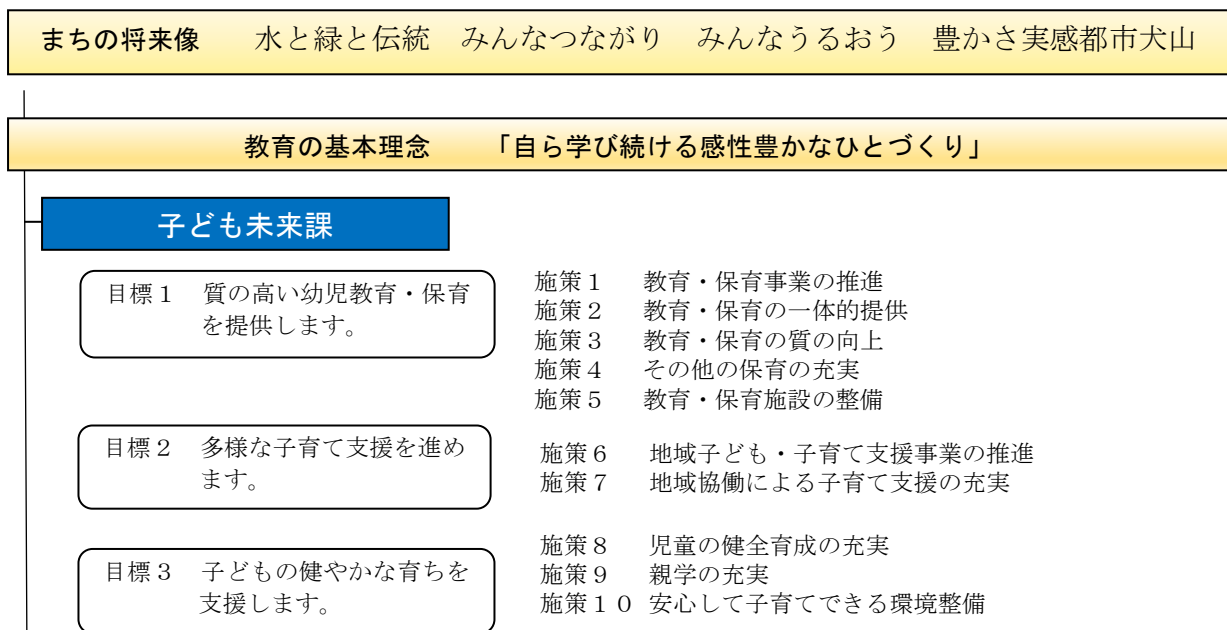 まちの将来像　水と緑と伝統　みんなつながり　みんなうるおう　豊かさ実感都市犬山
教育の基本理念　「自ら学び続ける感性豊かなひとづくり」
子ども未来課
目標１　質の高い幼児教育・保育
を提供します。
施策１　教育・保育事業の推進
施策２　教育・保育の一体的提供
施策３　教育・保育の質の向上
施策４　その他の保育の充実
施策５　教育・保育施設の整備
目標２　多様な子育て支援を進め
ます。
施策６　地域子ども・子育て支援事業の推進
施策７　地域協働による子育て支援の充実
目標３　子どもの健やかな育ちを
支援します。
施策８　児童の健全育成の充実
施策９　親学の充実
施策１０　安心して子育てできる環境整備